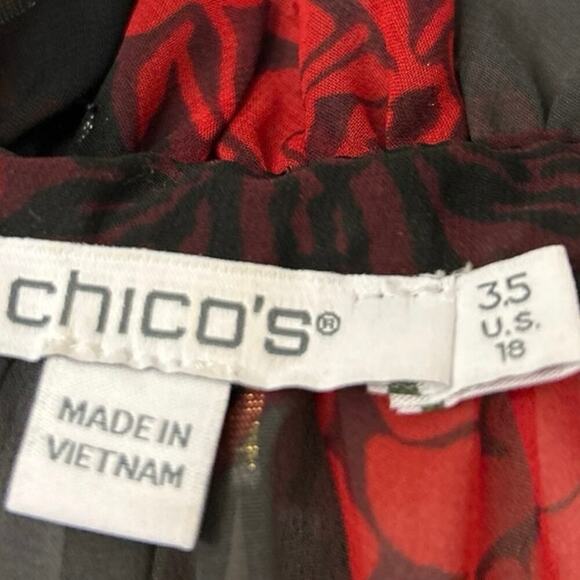 chico's®
3.5
U.S.
18
MADE IN
VIETNAM